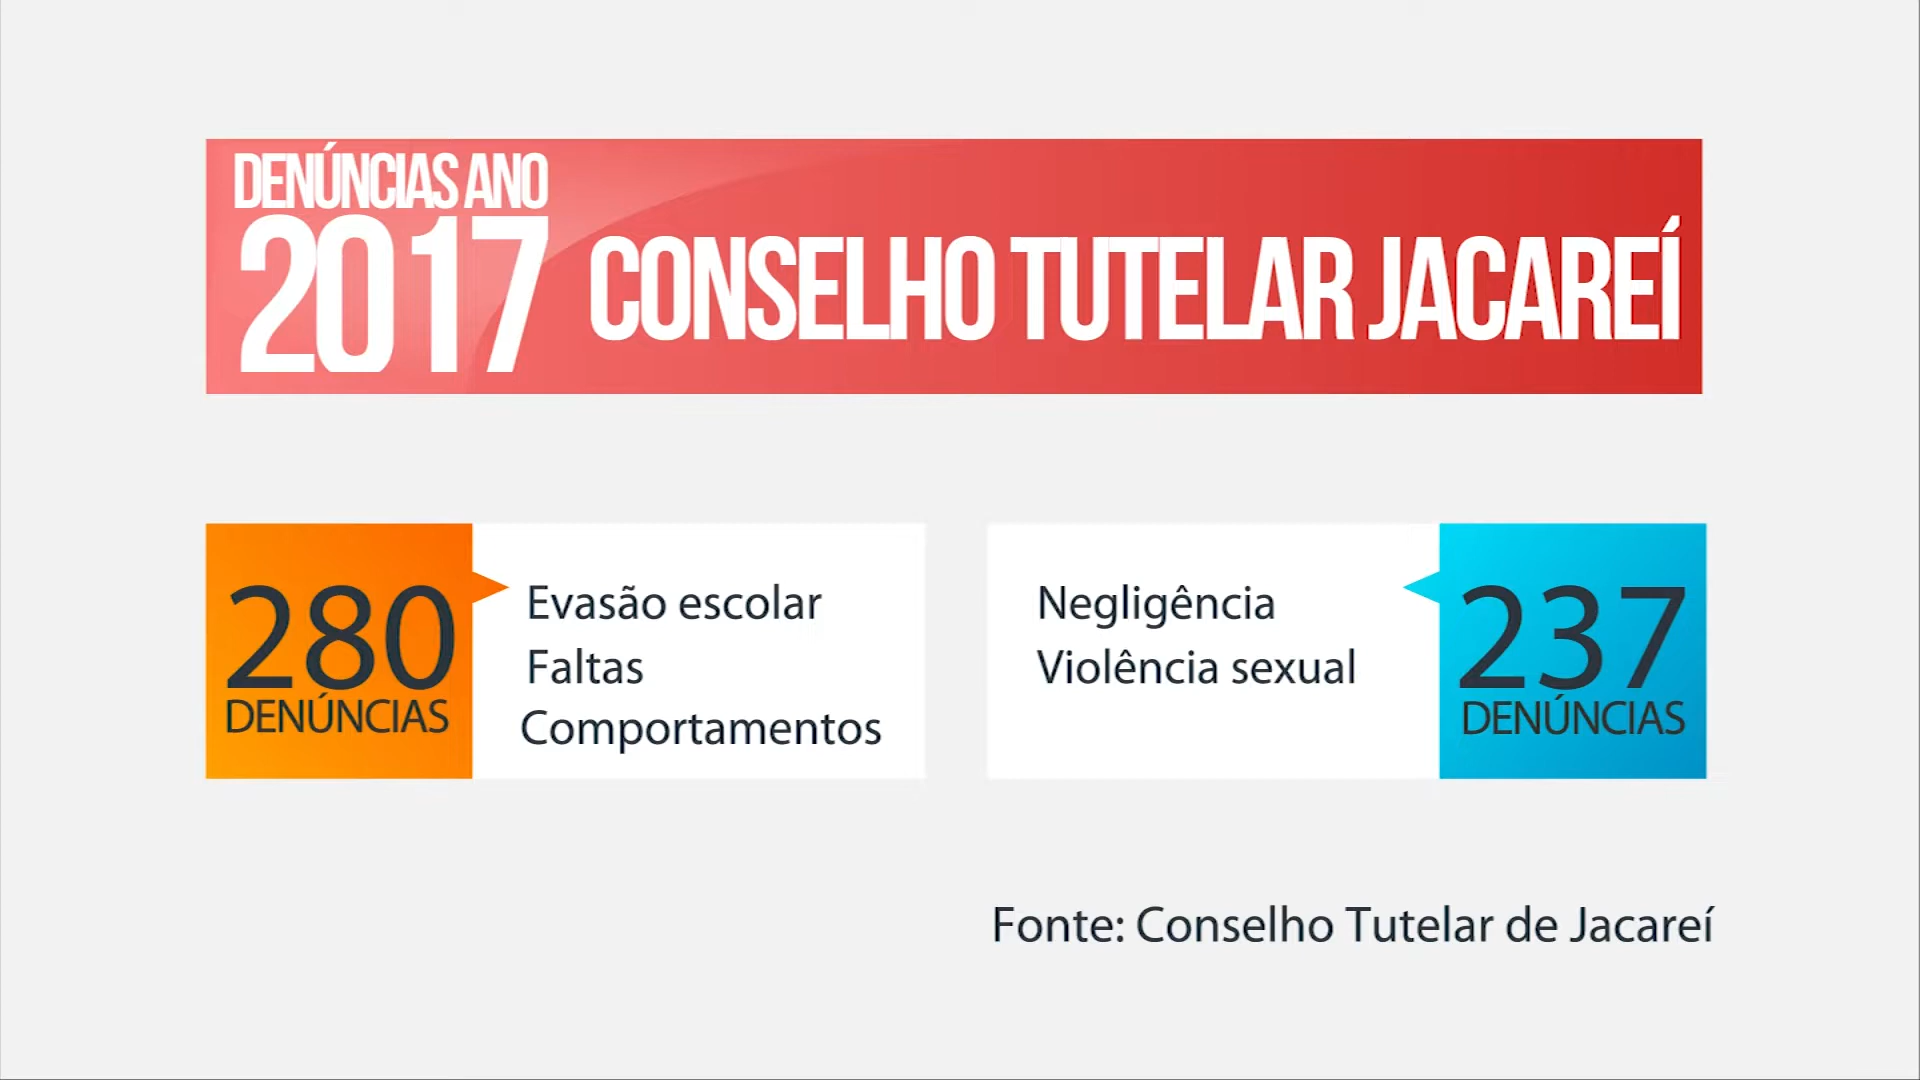 DENÚNCIAS ANO
2017
CONSELHO TUTELAR JACAREÍ
280
DENÚNCIAS
Evasão escolar
Faltas
Comportamentos
Negligência
Violência sexual
237
DENÚNCIAS
Fonte: Conselho Tutelar de Jacareí